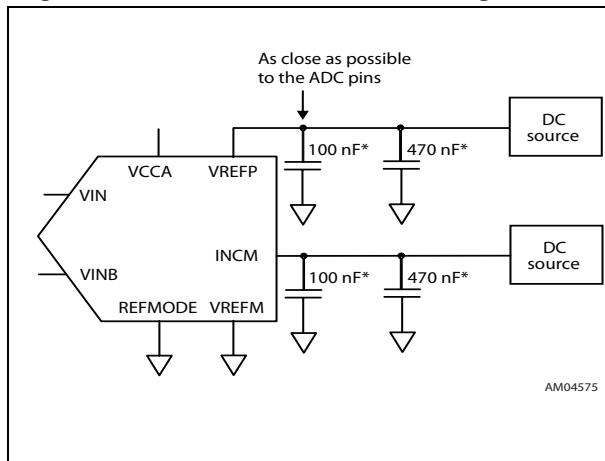 As close as possible
to the ADC pins
DC
source
100 nF*
470 nF*
VCCA
VREFP
VIN
INCM
DC
source
VINB
100 nF*
470 nF*
REFMODE
VREFM
AM04575